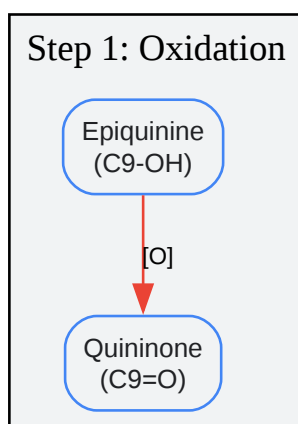 Step 1: Oxidation
Epiquinine
(C9-OH)
[O]
Quininone
(C9=O)